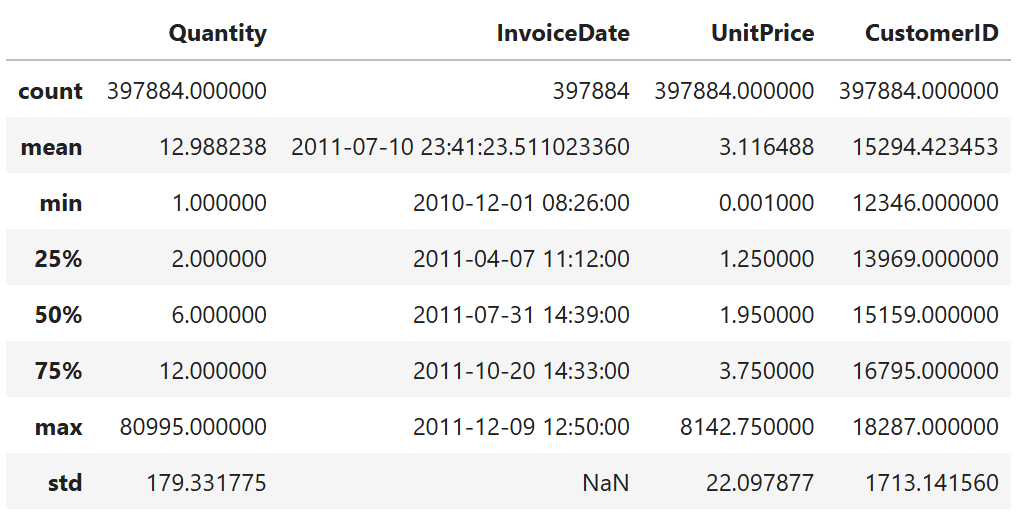 Quantity InvoiceDate UnitPrice CustomerID
count 397884.000000 397884 397884.000000 397884.000000
mean 12.988238 2011-07-10 23:41:23.511023360 3.116488 15294.423453
min 1.000000 2010-12-01 08:26:00 0.001000 12346.000000
25% 2.000000 2011-04-07 11:12:00 1.250000 13969.000000
50% 6.000000 2011-07-31 14:39:00 1.950000 15159.000000
75% 12.000000 2011-10-20 14:33:00 3.750000 16795.000000
max 80995.000000 2011-12-09 12:50:00 8142.750000 18287.000000
std 179.331775 NaN 22.097877 1713.141560